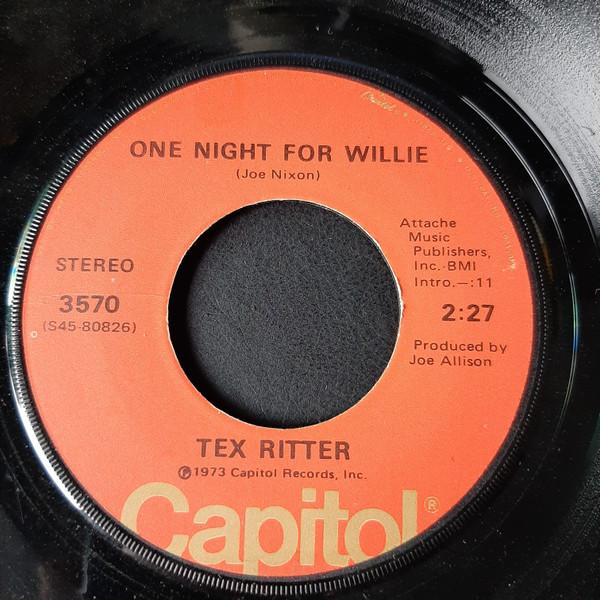 ONE NIGHT FOR WILLIE
(Joe Nixon)
Attache
Music
Publishers,
Inc.-BMI
Intro.—:11
2:27
Produced by
Joe Allison
STEREO
3570
(S45-80826)
TEX RITTER
Ⓟ1973 Capitol Records, Inc.
Capitol®